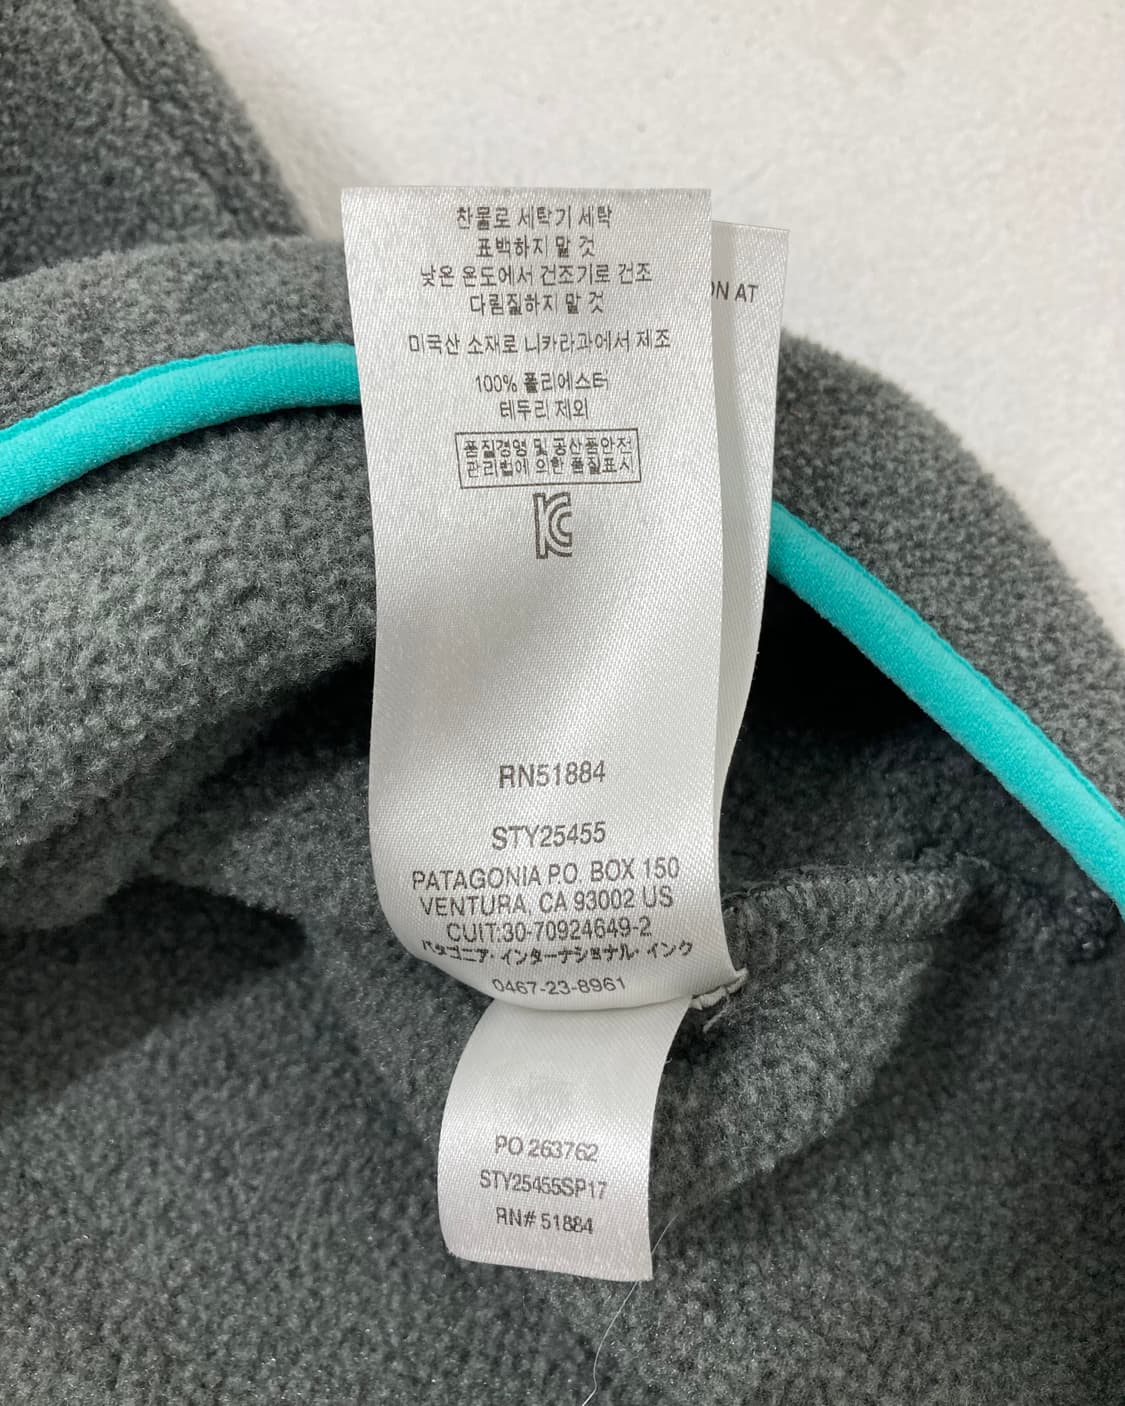 찬물로 세탁기 세탁
표백하지 말 것
낮은 온도에서 건조기로 건조
다림질하지 말 것
미국산 소재로 니카라과에서 제조
100% 폴리에스터
테두리 제외
품질경영 및 공산품안전
관리법에 의한 품질표시
RN51884
STY25455
PATAGONIA P.O. BOX 150
VENTURA, CA 93002 US
CUIT:30-70924649-2
パタゴニア・インターナショナル・インク
0467-23-8961
ON AT
PO 263762
STY25455SP17
RN# 51884